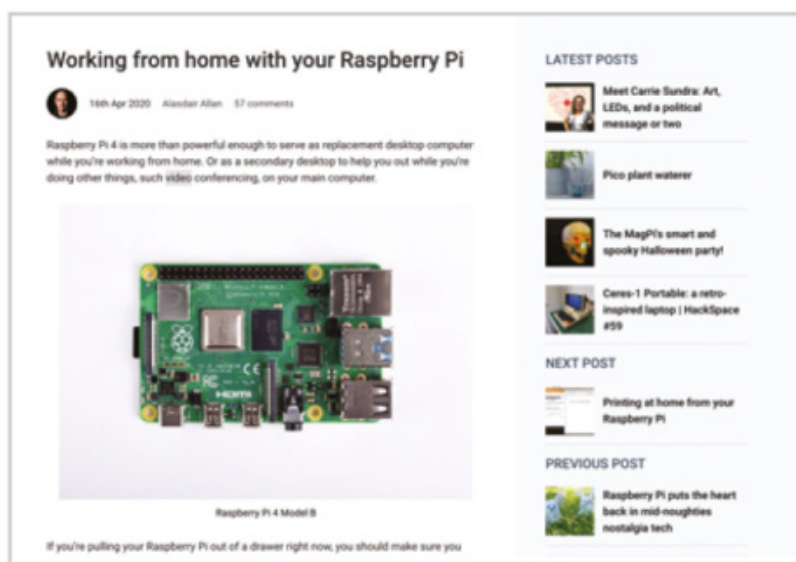 Working from home with your Raspberry Pi
16th Apr 2020 Alasdair Allan 57 comments
Raspberry Pi 4 is more than powerful enough to serve as replacement desktop computer
while you're working from home. Or as a secondary desktop to help you out while you're
doing other things, such video conferencing, on your main computer.
HDMI
Raspberry Pi 4 Model B
If you're pulling your Raspberry Pi out of a drawer right now, you should make sure you
LATEST POSTS
Meet Carrie Sundra: Art,
LEDs, and a political
message or two
Pico plant waterer
The MagPi's smart and
spooky Halloween party!
Ceres-1 Portable: a retro-
inspired laptop | HackSpace
#59
NEXT POST
Printing at home from your
Raspberry Pi
PREVIOUS POST
Raspberry Pi puts the heart
back in mid-noughties
nostalgia tech